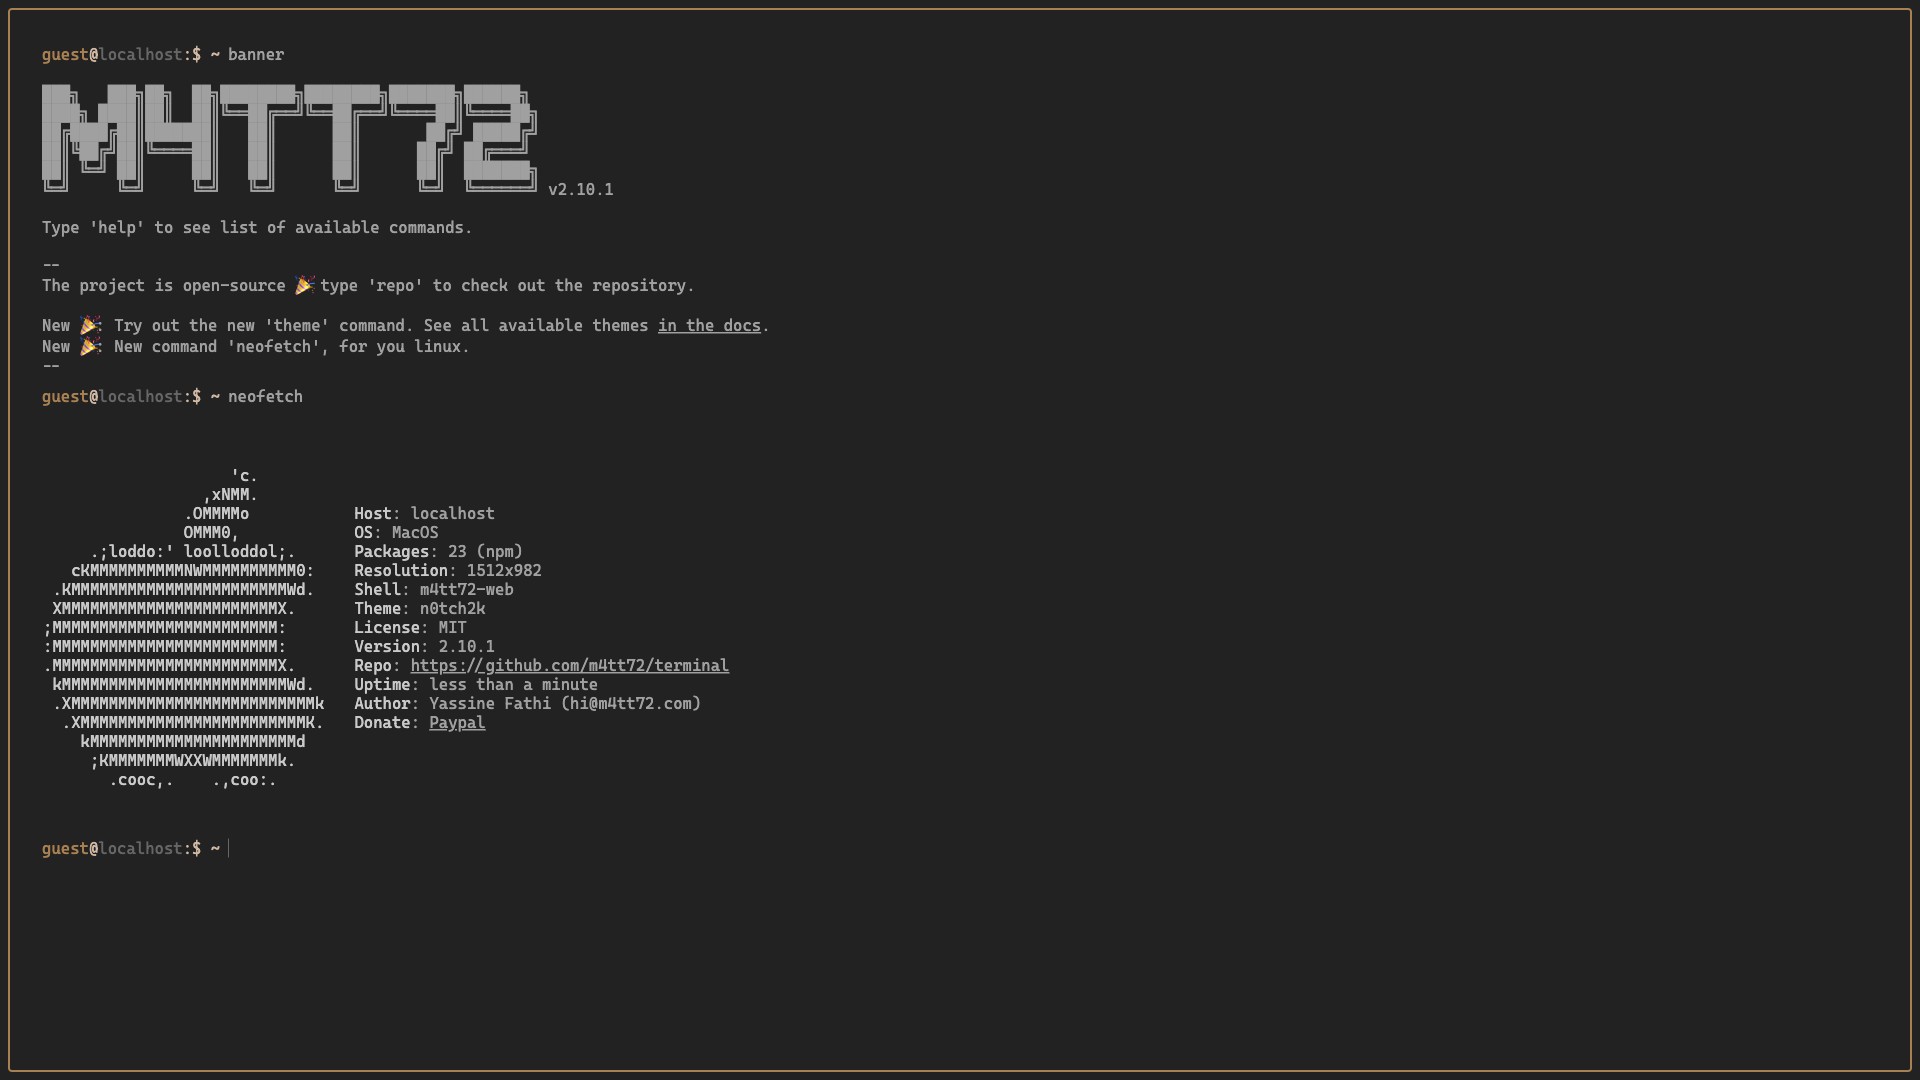 guest@localhost:$ ~ banner
M4TT72
v2.10.1
Type 'help' to see list of available commands.
--
The project is open-source 🎉 type 'repo' to check out the repository.
New 🎉: Try out the new 'theme' command. See all available themes in the docs.
New 🎉: New command 'neofetch', for you linux.
--
guest@localhost:$ ~ neofetch
'c.
,xNMM.
.OMMMMo Host: localhost
OMMM0, OS: MacOS
.;loddo:' loolloddol;. Packages: 23 (npm)
cKMMMMMMMMMMNWMMMMMMMMMM0: Resolution: 1512x982
.KMMMMMMMMMMMMMMMMMMMMMMMWd. Shell: m4tt72-web
XMMMMMMMMMMMMMMMMMMMMMMMX. Theme: n0tch2k
;MMMMMMMMMMMMMMMMMMMMMMMM: License: MIT
:MMMMMMMMMMMMMMMMMMMMMMMM: Version: 2.10.1
.MMMMMMMMMMMMMMMMMMMMMMMMX. Repo: https://github.com/m4tt72/terminal
kMMMMMMMMMMMMMMMMMMMMMMMMWd. Uptime: less than a minute
.XMMMMMMMMMMMMMMMMMMMMMMMMMMk Author: Yassine Fathi (hi@m4tt72.com)
.XMMMMMMMMMMMMMMMMMMMMMMMMK. Donate: Paypal
kMMMMMMMMMMMMMMMMMMMMMMd
;KMMMMMMMWXXWMMMMMMMk.
.cooc,. .,coo:.
guest@localhost:$ ~